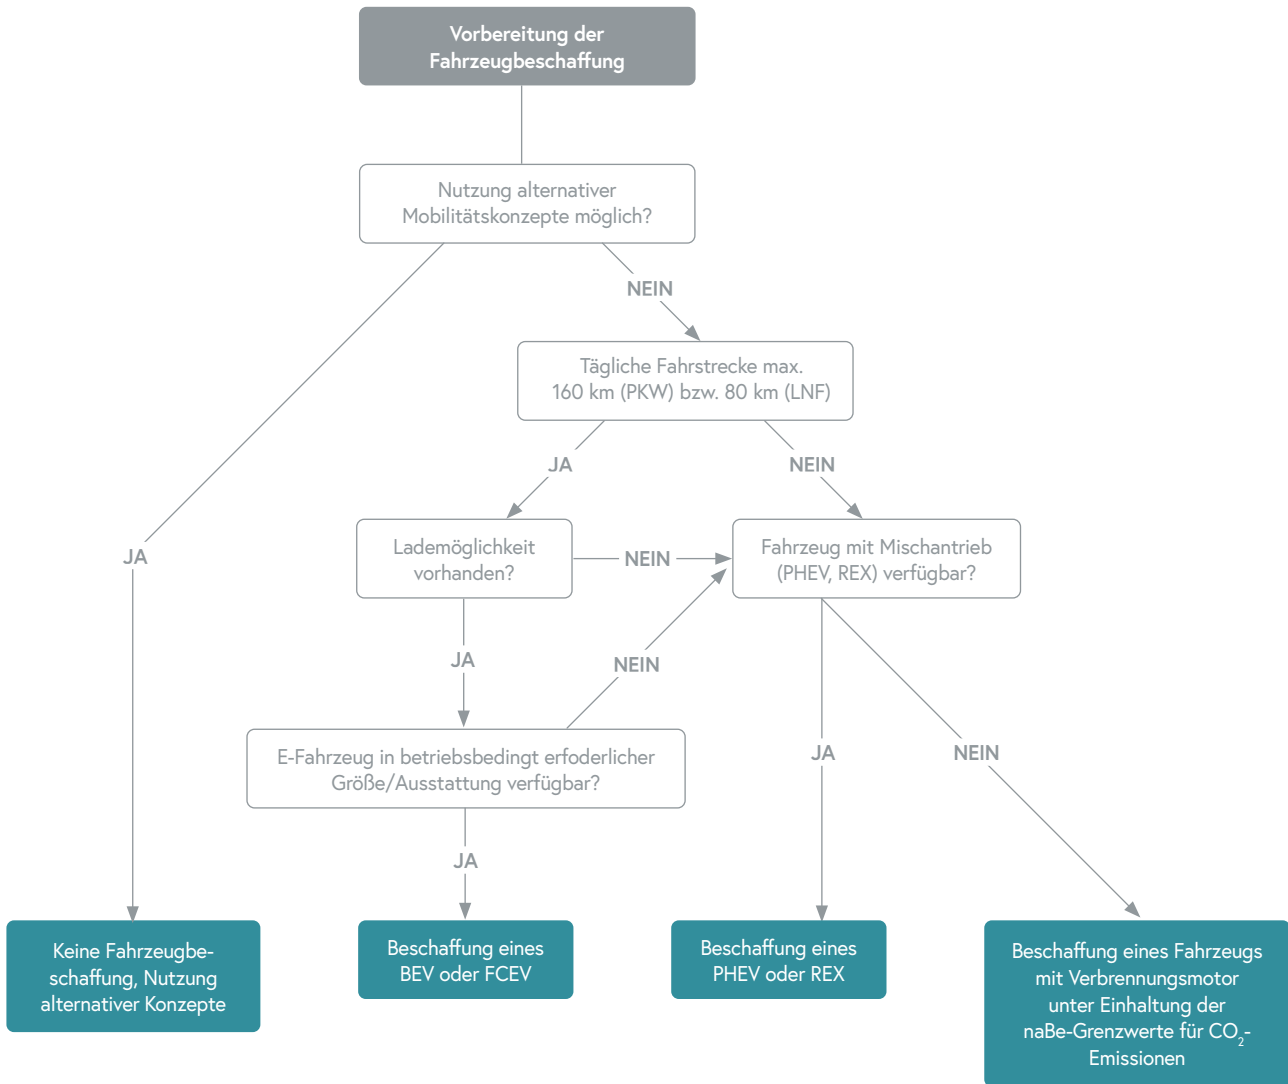 Vorbereitung der
Fahrzeugbeschaffung
Nutzung alternativer
Mobilitätskonzepte möglich?
NEIN
Tägliche Fahrstrecke max.
160 km (PKW) bzw. 80 km (LNF)
JA
NEIN
JA
Lademöglichkeit
vorhanden?
NEIN
Fahrzeug mit Mischantrieb
(PHEV, REX) verfügbar?
JA
NEIN
E-Fahrzeug in betriebsbedingt erfoderlicher
Größe/Ausstattung verfügbar?
JA
NEIN
JA
Keine Fahrzeugbe-
schaffung, Nutzung
alternativer Konzepte
Beschaffung eines
BEV oder FCEV
Beschaffung eines
PHEV oder REX
Beschaffung eines Fahrzeugs
mit Verbrennungsmotor
unter Einhaltung der
naBe-Grenzwerte für CO₂-
Emissionen